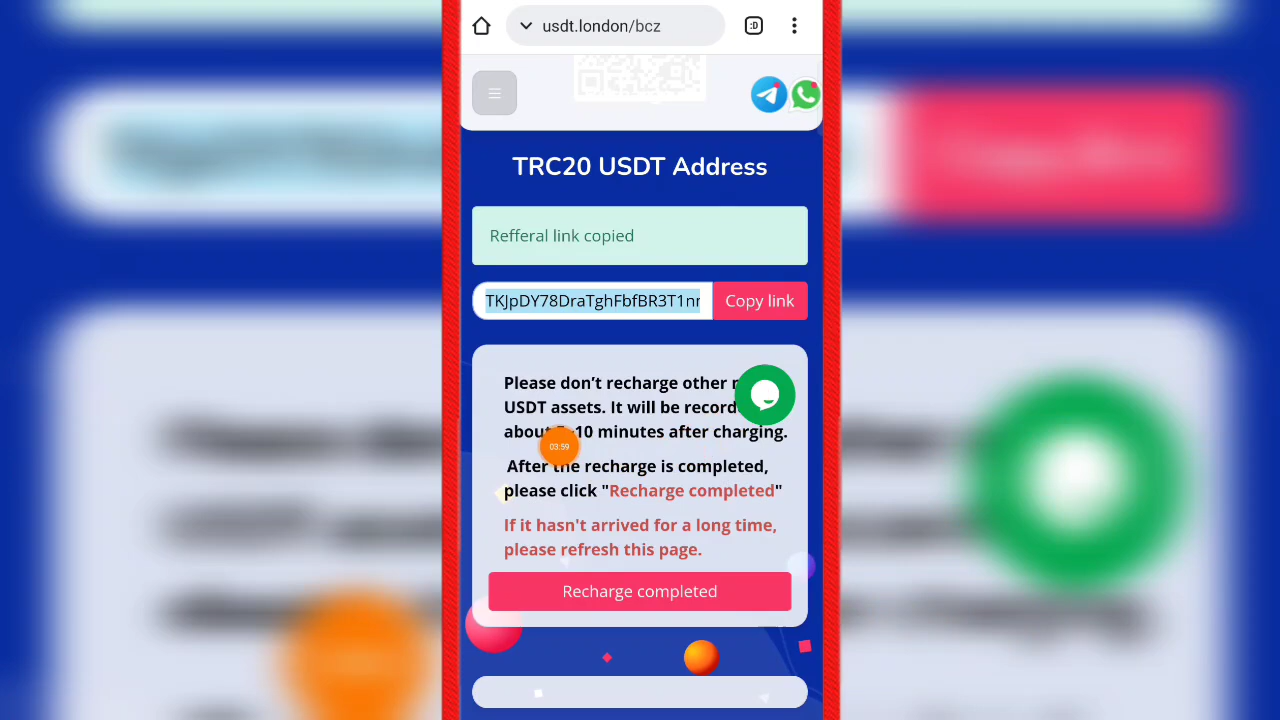 usdt.london/bcz
:D
TRC20 USDT Address
Refferal link copied
TKJpDY78DraTghFbfBR3T1
Copy link
Please don't recharge other
USDT assets. It will be
about 10 minutes after charging.
03:59
After the recharge is completed,
please click "Recharge completed"
If it hasn't arrived for a long time,
please refresh this page.
Recharge completed